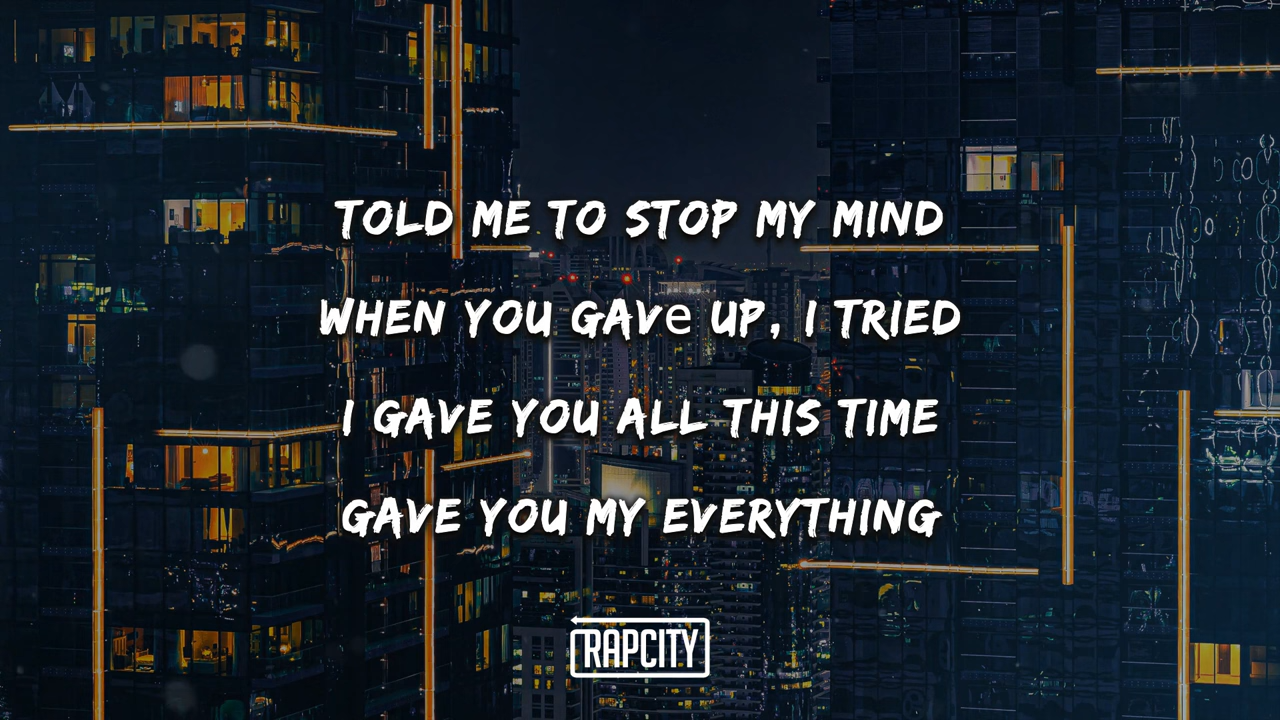 TOLD ME TO STOP MY MIND
WHEN YOU GAVе UP, I TRIED
I GAVE YOU ALL THIS TIME
GAVE YOU MY EVERYTHING
RAPCITY